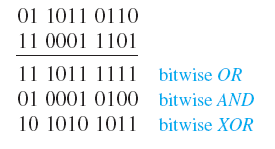 01 1011 0110
11 0001 1101
11 1011 1111 bitwise OR
01 0001 0100 bitwise AND
10 1010 1011 bitwise XOR